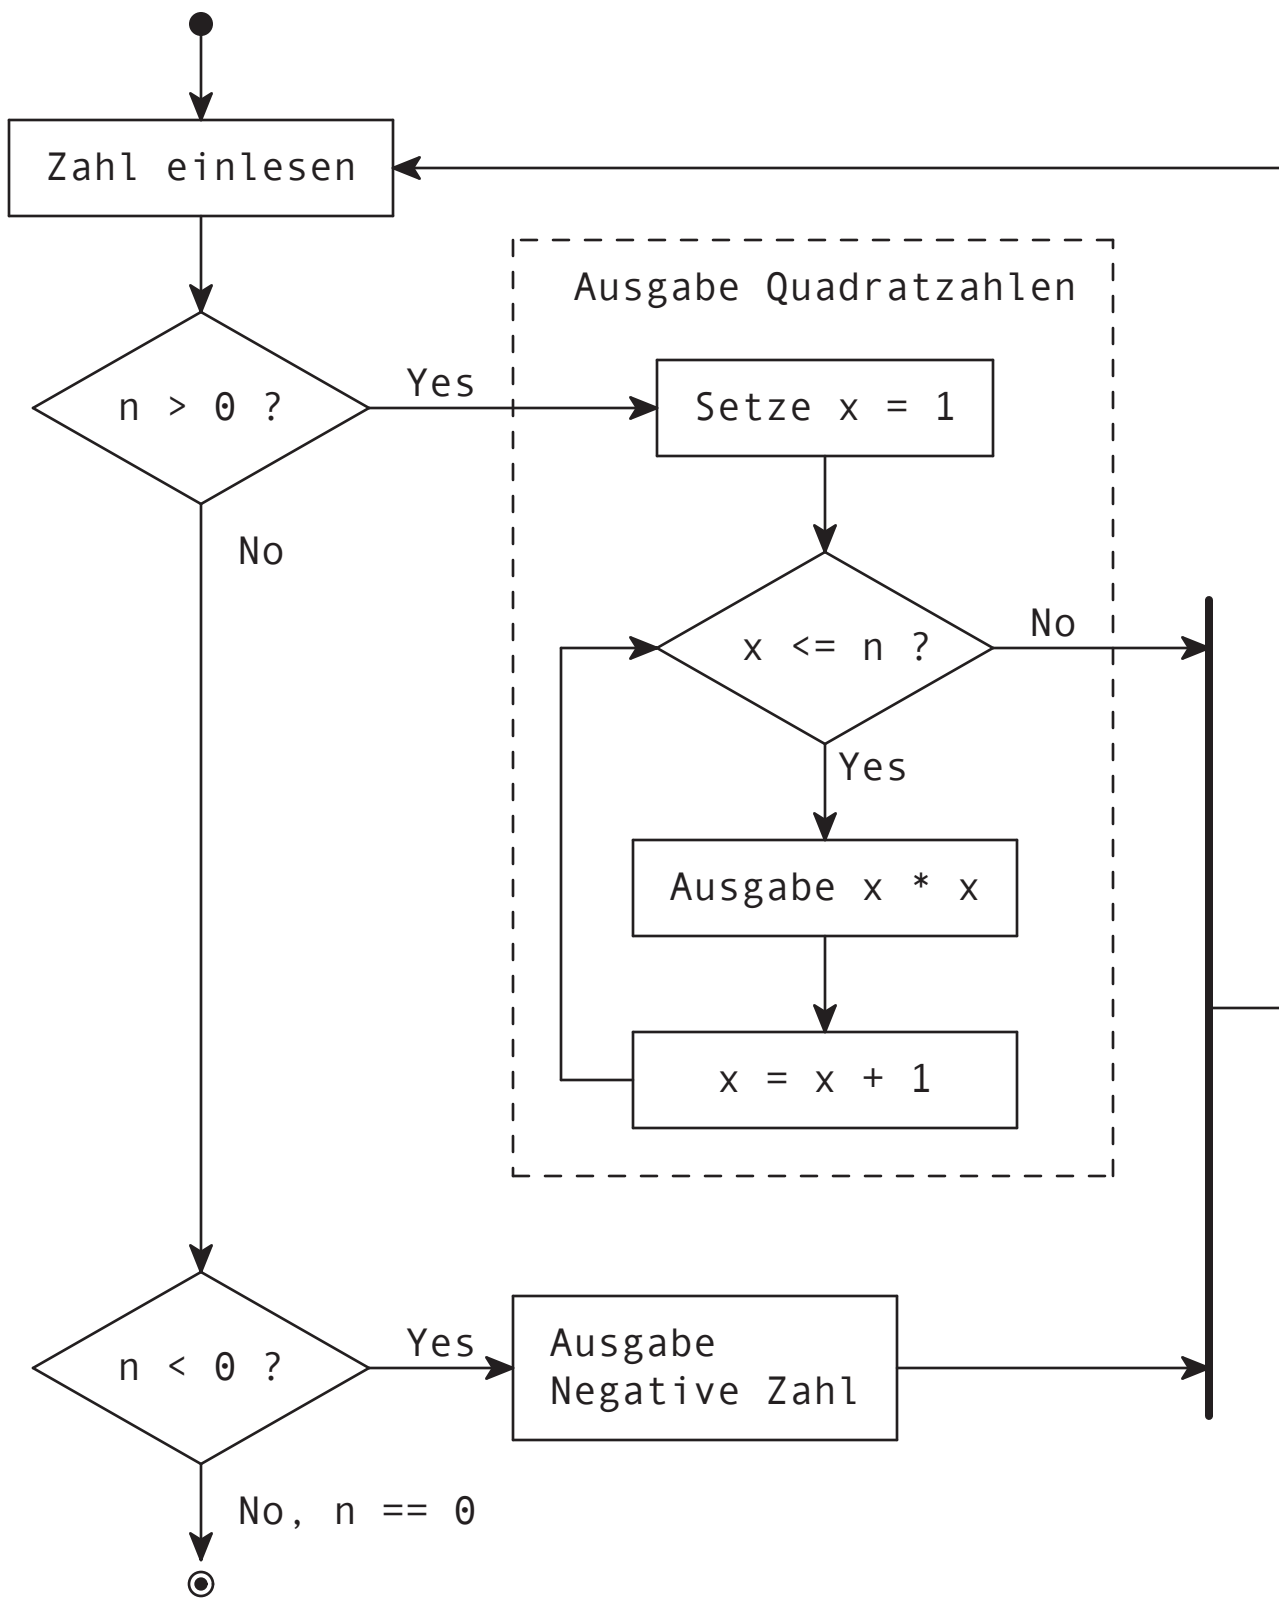 Zahl einlesen
Ausgabe Quadratzahlen
n > 0 ?
Yes
Setze x = 1
No
x <= n ?
No
Yes
Ausgabe x * x
x = x + 1
n < 0 ?
Yes
Ausgabe
Negative Zahl
No, n == 0